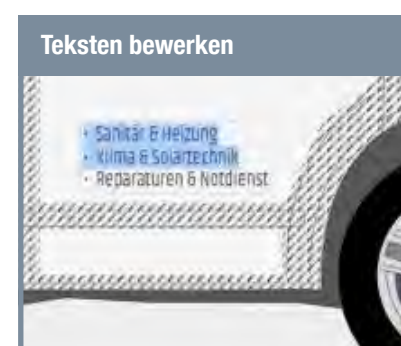 Teksten bewerken
• Sanitär & Heizung
• Klima & Solartechnik
• Reparaturen & Notdienst